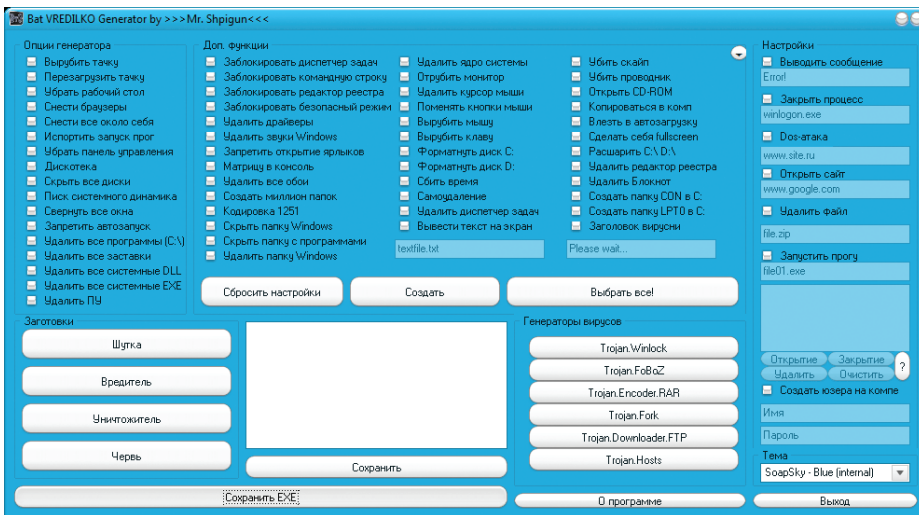 Bat VREDILKO Generator by >>>Mr. Shpigun<<<
Опции генератора
Вырубить тачку
Перезагрузить тачку
Убрать рабочий стол
Снести браузеры
Снести все около себя
Испортить запуск прог
Убрать панель управления
Дискотека
Скрыть все диски
Писк системного динамика
Свернуть все окна
Запретить автозапуск
Удалить все программы (C:\)
Удалить все заставки
Удалить все системные DLL
Удалить все системные EXE
Удалить ПУ
Доп. функции
Заблокировать диспетчер задач
Заблокировать командную строку
Заблокировать редактор реестра
Заблокировать безопасный режим
Удалить драйверы
Удалить звуки Windows
Запретить открытие ярлыков
Матрицу в консоль
Удалить все обои
Создать миллион папок
Кодировка 1251
Скрыть папку Windows
Скрыть папку с программами
Удалить папку Windows
Удалить ядро системы
Отрубить монитор
Удалить курсор мыши
Поменять кнопки мыши
Вырубить мышу
Вырубить клаву
Форматнуть диск C:
Форматнуть диск D:
Сбить время
Самоудаление
Удалить диспетчер задач
Вывести текст на экран
textfile.txt
Убить скайп
Убить проводник
Открыть CD-ROM
Копироваться в комп
Влезть в автозагрузку
Сделать себя fullscreen
Расшарить C:\ D:\
Удалить редактор реестра
Удалить Блокнот
Создать папку CON в C:
Создать папку LPT0 в C:
Заголовок вирусни
Please wait...
Сбросить настройки
Создать
Выбрать все!
Настройки
Выводить сообщение
Error!
Закрыть процесс
winlogon.exe
Dos-атака
www.site.ru
Открыть сайт
www.google.com
Удалить файл
file.zip
Запустить прогу
file01.exe
Открытие
Закрытие
Удалить
Очистить
?
Создать юзера на компе
Имя
Пароль
Тема
SoapSky - Blue (internal)
Выход
Заготовки
Шутка
Вредитель
Уничтожитель
Червь
Сохранить
Сохранить EXE
Генераторы вирусов
Trojan.Winlock
Trojan.FoBoZ
Trojan.Encoder.RAR
Trojan.Fork
Trojan.Downloader.FTP
Trojan.Hosts
О программе